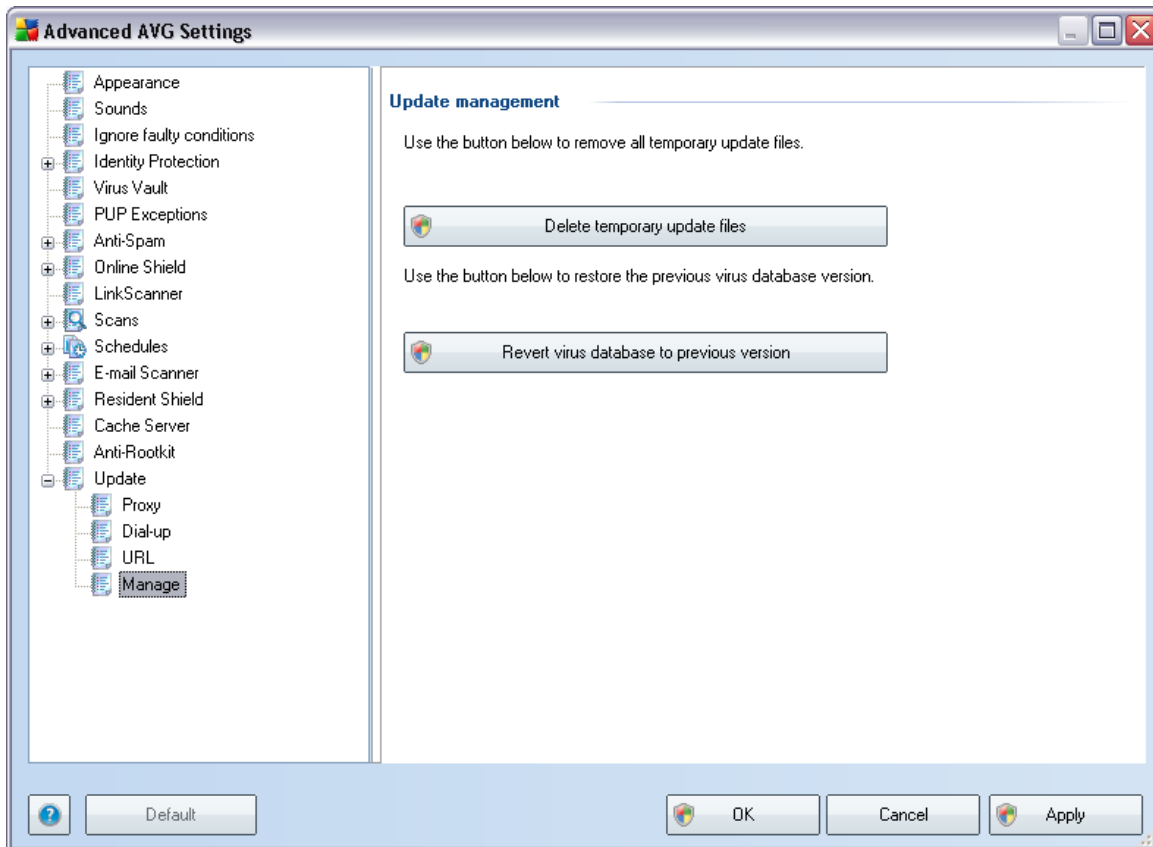 Advanced AVG Settings
Appearance
Sounds
Ignore faulty conditions
Identity Protection
Virus Vault
PUP Exceptions
Anti-Spam
Online Shield
LinkScanner
Scans
Schedules
E-mail Scanner
Resident Shield
Cache Server
Anti-Rootkit
Update
Proxy
Dial-up
URL
Manage
Update management
Use the button below to remove all temporary update files.
Delete temporary update files
Use the button below to restore the previous virus database version.
Revert virus database to previous version
Default
OK
Cancel
Apply